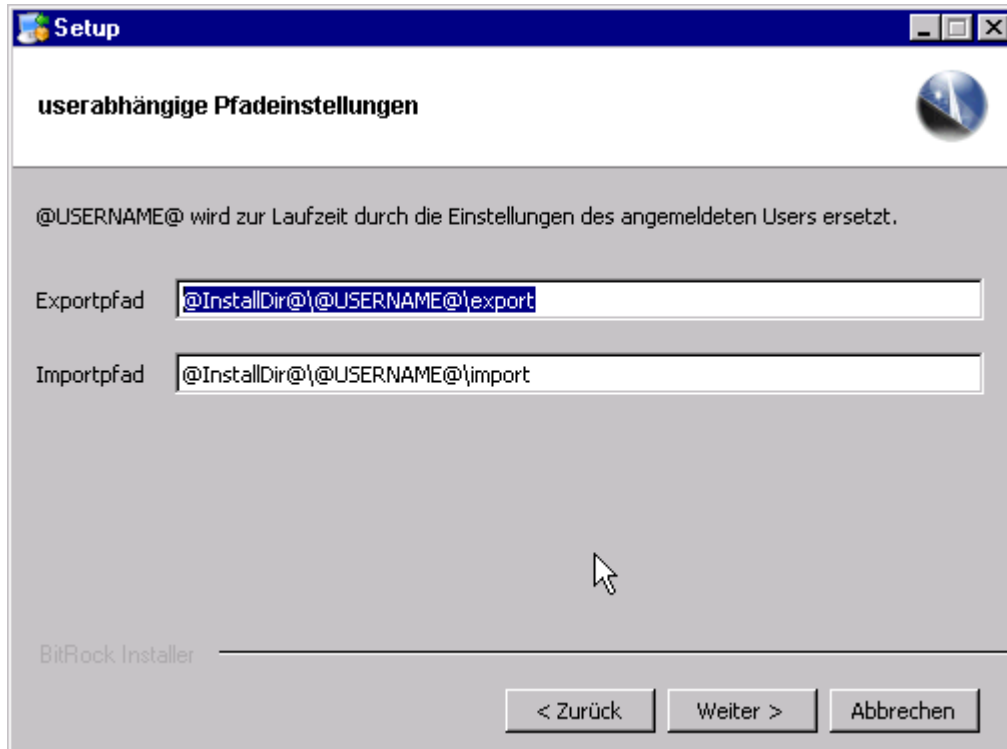 Setup
userabhängige Pfadeinstellungen
@USERNAME@ wird zur Laufzeit durch die Einstellungen des angemeldeten Users ersetzt.
Exportpfad @InstallDir@\@USERNAME@\export
Importpfad @InstallDir@\@USERNAME@\import
BitRock Installer
< Zurück Weiter > Abbrechen